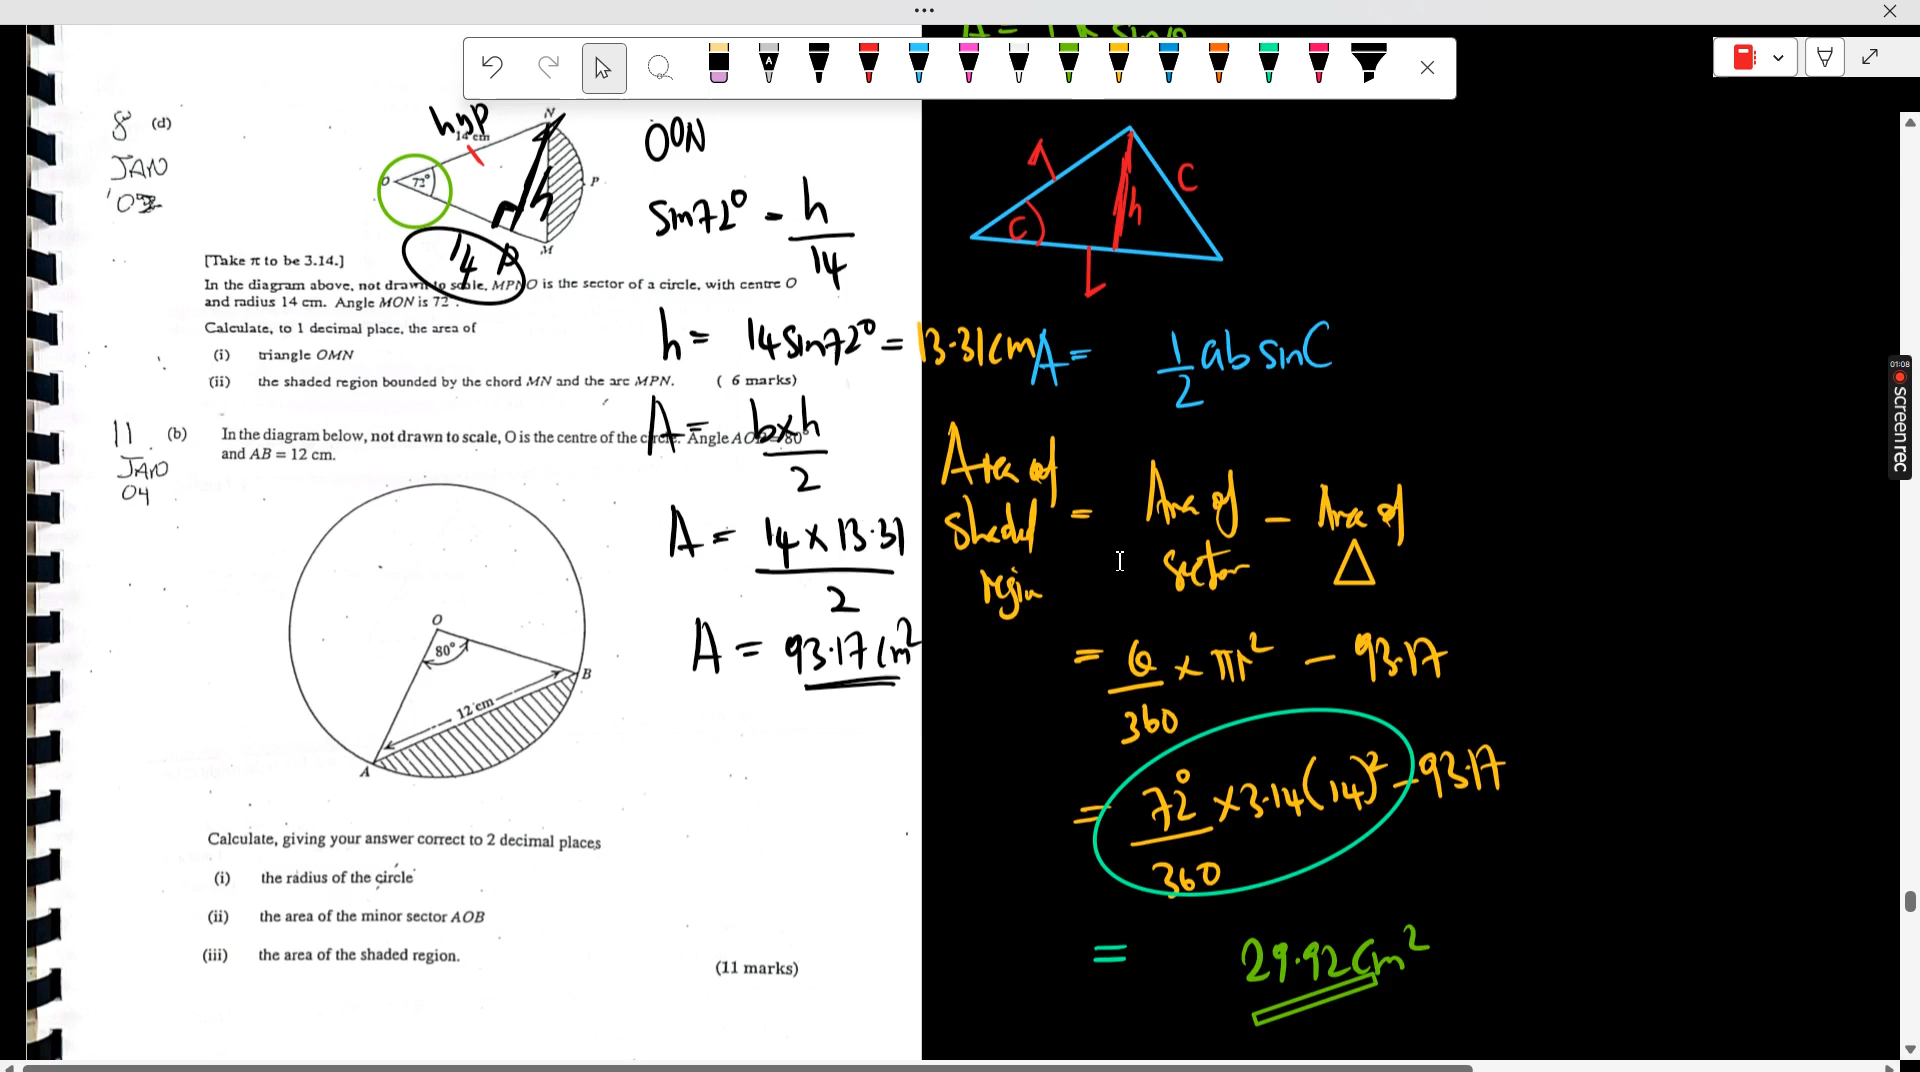 A = 
hyp
14 cm
N
O
72°
P
h
M
14
8 (d)
JAN
'02
[Take π to be 3.14.]
In the diagram above, not drawn to scale, MPNO is the sector of a circle, with centre O
and radius 14 cm. Angle MON is 72°.
Calculate, to 1 decimal place, the area of
(i) triangle OMN
(ii) the shaded region bounded by the chord MN and the arc MPN. ( 6 marks)
11 (b) In the diagram below, not drawn to scale, O is the centre of the circle. Angle AOB = 80°
JAN
04
and AB = 12 cm.
O
80°
B
12 cm
A
Calculate, giving your answer correct to 2 decimal places
(i) the radius of the circle
(ii) the area of the minor sector AOB
(iii) the area of the shaded region.
(11 marks)
sin72° = h
14
h = 14sin72° = 13.31cm
A = b×h
2
A = 14 × 13.31
2
A = 93.17cm²
C
h
C
A = 1/2 ab sinC
Area of
shaded
region
= Area of
sector
- Area of
Δ
= θ/360 × πr² - 93.17
= 72°/360 × 3.14(14)² - 93.17
= 29.92cm²
01:08
screen rec